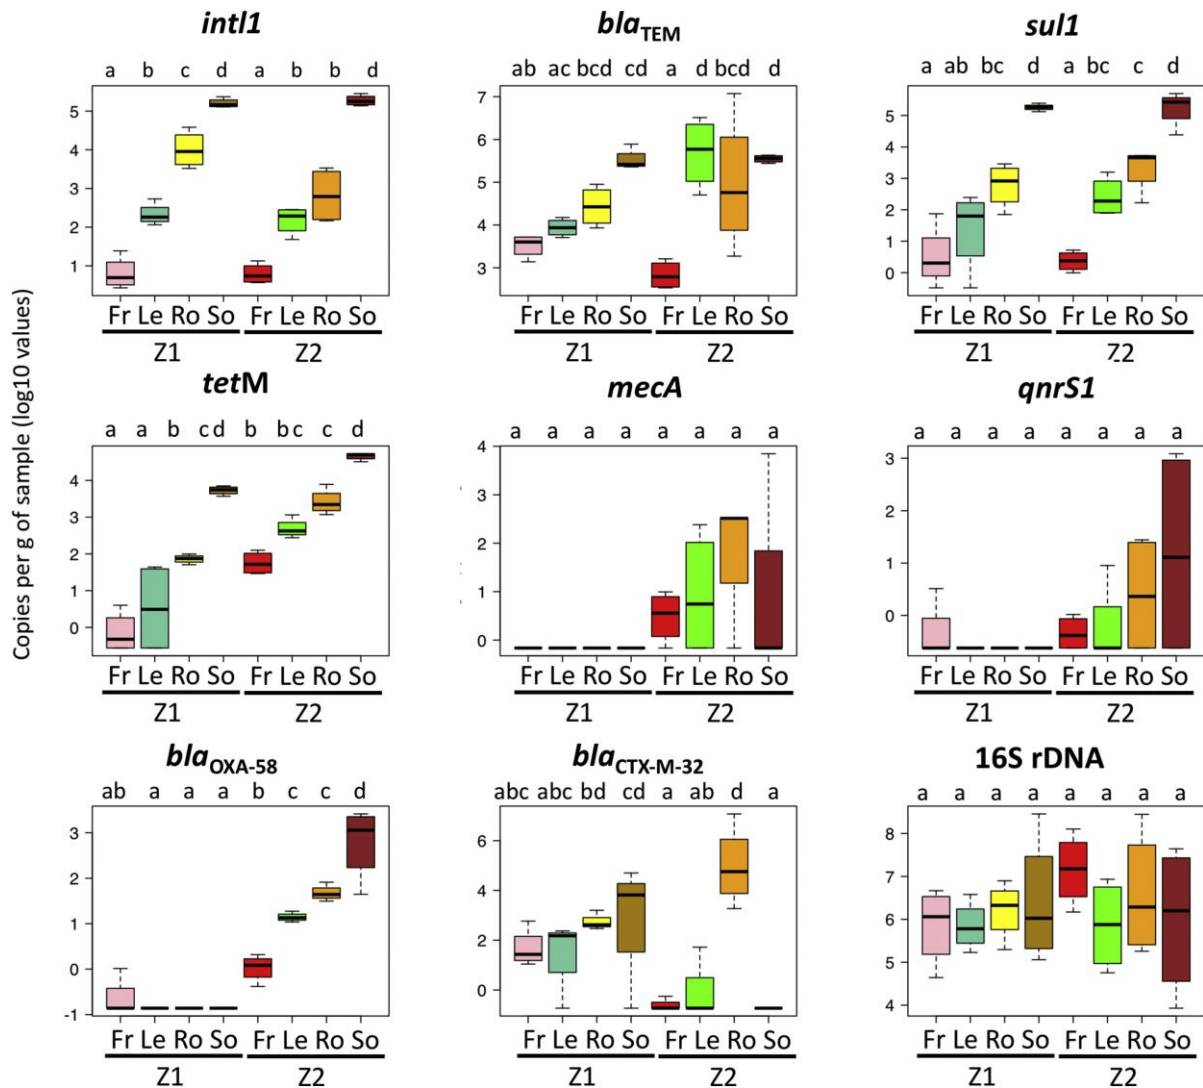 intI1 bla_TEM sul1
a b c d a b b d
ab ac bcd cd a d bcd d
a ab bc d a bc c d
5 4 3 2 1
7 6 5 4 3
5 4 3 2 1 0
Fr Le Ro So Fr Le Ro So
Fr Le Ro So Fr Le Ro So
Fr Le Ro So Fr Le Ro So
Z1 Z2
Z1 Z2
Z1 Z2
Copies per g of sample (log10 values)
tetM mecA qnrS1
a a b cd b bc c d
a a a a a a a a
a a a a a a a a
4 3 2 1 0
4 3 2 1 0
3 2 1 0
Fr Le Ro So Fr Le Ro So
Fr Le Ro So Fr Le Ro So
Fr Le Ro So Fr Le Ro So
Z1 Z2
Z1 Z2
Z1 Z2
bla_OXA-58 bla_CTX-M-32 16S rDNA
ab a a a b c c d
abc abc bd cd a ab d a
a a a a a a a a
3 2 1 0 -1
6 4 2 0
8 7 6 5 4
Fr Le Ro So Fr Le Ro So
Fr Le Ro So Fr Le Ro So
Fr Le Ro So Fr Le Ro So
Z1 Z2
Z1 Z2
Z1 Z2